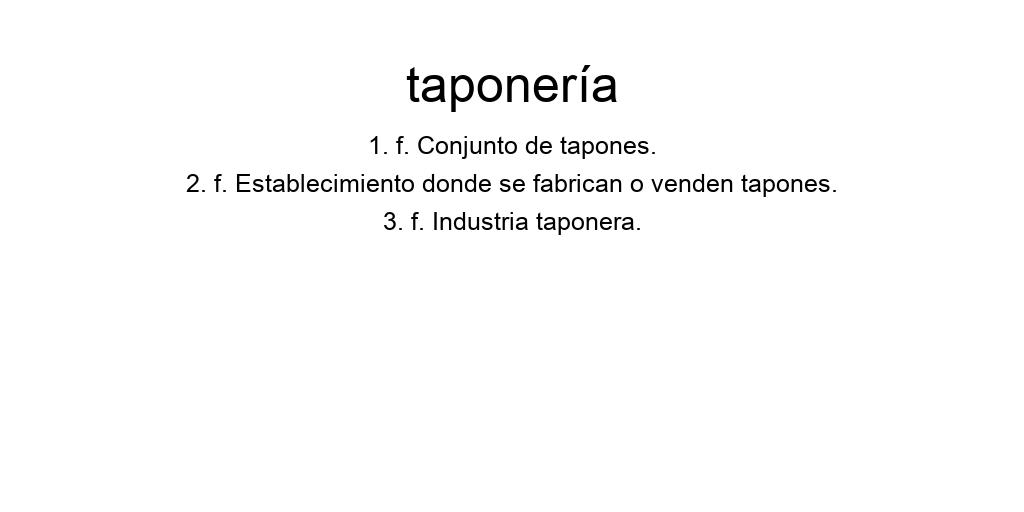 taponería
1. f. Conjunto de tapones.
2. f. Establecimiento donde se fabrican o venden tapones.
3. f. Industria taponera.